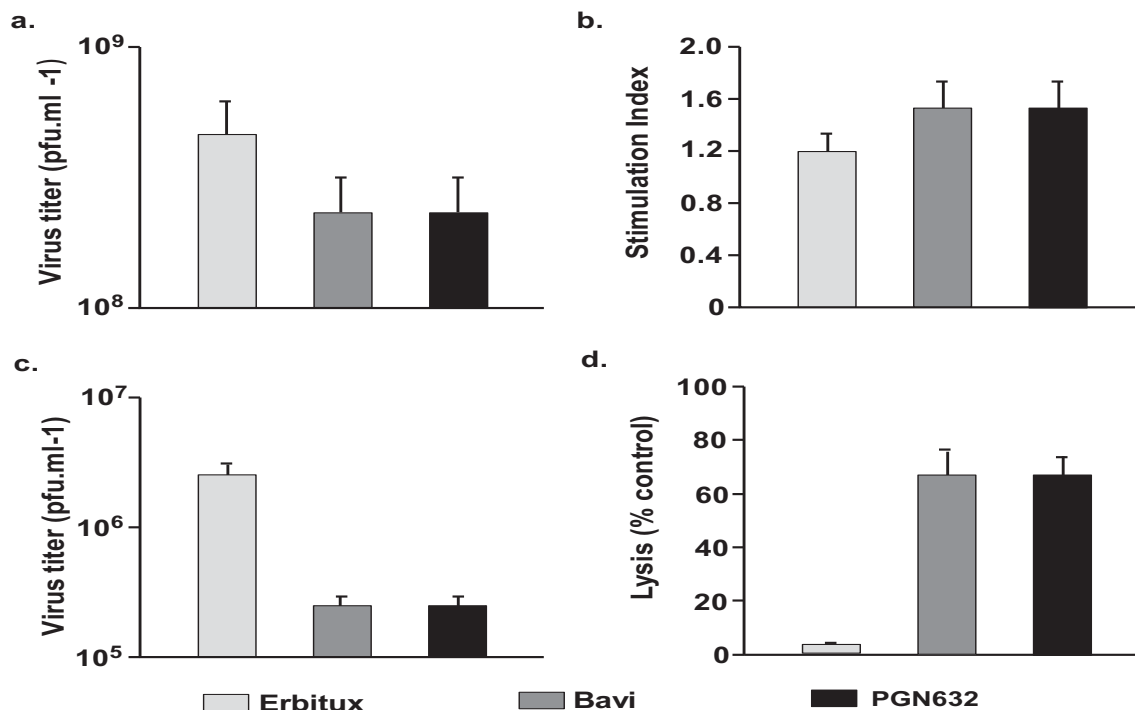 a.
Virus titer (pfu.ml -1)
10⁹
10⁸
b.
Stimulation Index
2.0
1.6
1.2
0.8
0.4
0
c.
Virus titer (pfu.ml-1)
10⁷
10⁶
10⁵
d.
Lysis (% control)
100
80
60
40
20
0
Erbitux
Bavi
PGN632